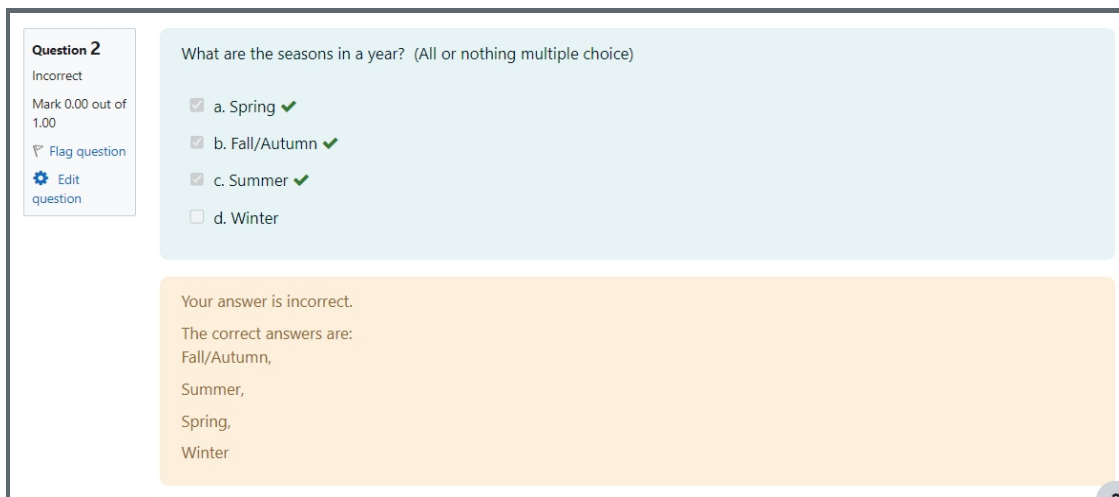 Question 2
Incorrect
Mark 0.00 out of
1.00
Flag question
Edit
question
What are the seasons in a year? (All or nothing multiple choice)
a. Spring
b. Fall/Autumn
c. Summer
d. Winter
Your answer is incorrect.
The correct answers are:
Fall/Autumn,
Summer,
Spring,
Winter